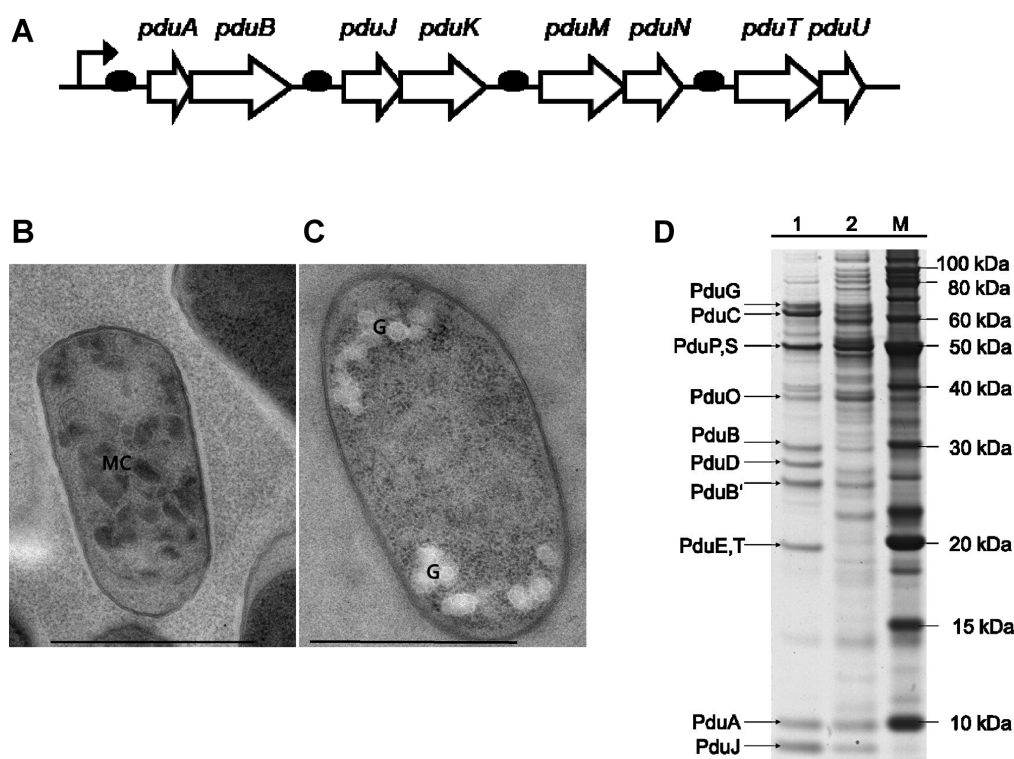 A
pduA pduB pduJ pduK pduM pduN pduT pduU
B
C
D
MC
G
G
1 2 M
PduG
PduC
PduP,S
PduO
PduB
PduD
PduB'
PduE,T
PduA
PduJ
100 kDa
80 kDa
60 kDa
50 kDa
40 kDa
30 kDa
20 kDa
15 kDa
10 kDa